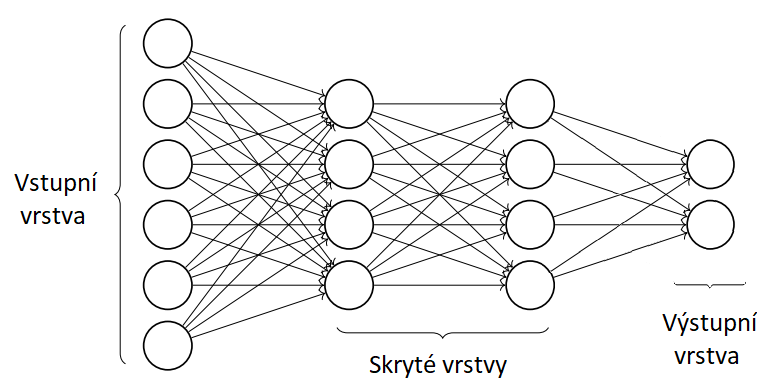 Vstupní
vrstva
Skryté vrstvy
Výstupní
vrstva